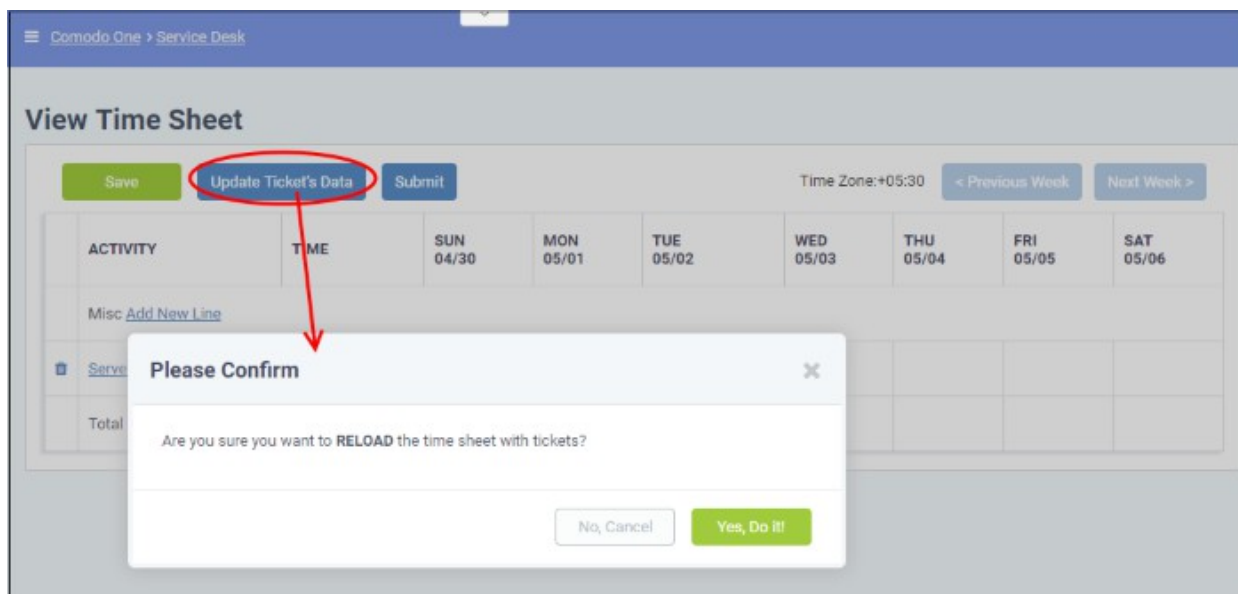 Comodo One > Service Desk
View Time Sheet
Save Update Ticket's Data Submit Time Zone:+05:30 < Previous Week Next Week >
ACTIVITY TIME SUN 04/30 MON 05/01 TUE 05/02 WED 05/03 THU 05/04 FRI 05/05 SAT 05/06
Misc Add New Line
Serve
Total
Please Confirm
Are you sure you want to RELOAD the time sheet with tickets?
No, Cancel Yes, Do it!